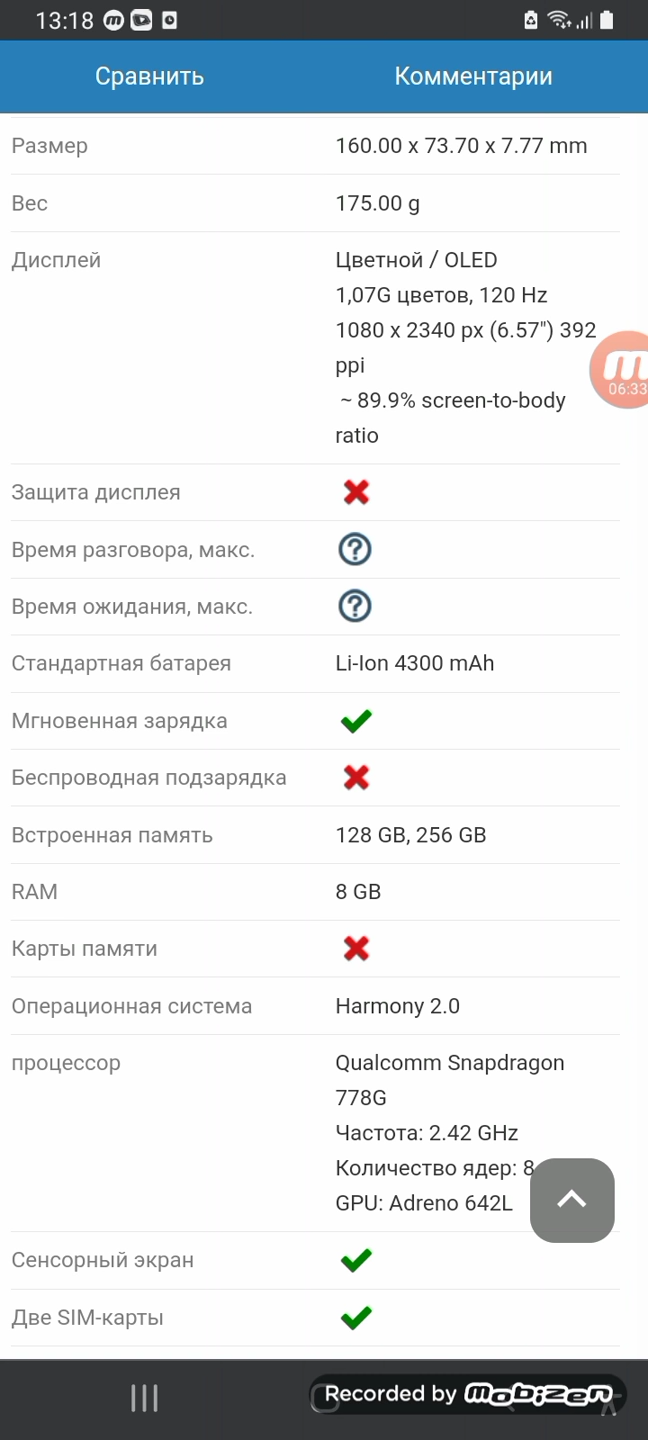 13:18
Сравнить
Комментарии
Размер
160.00 x 73.70 x 7.77 mm
Вес
175.00 g
Дисплей
Цветной / OLED
1,07G цветов, 120 Hz
1080 x 2340 px (6.57") 392
ppi
~ 89.9% screen-to-body
ratio
06:33
Защита дисплея
Время разговора, макс.
Время ожидания, макс.
Стандартная батарея
Li-Ion 4300 mAh
Мгновенная зарядка
Беспроводная подзарядка
Встроенная память
128 GB, 256 GB
RAM
8 GB
Карты памяти
Операционная система
Harmony 2.0
процессор
Qualcomm Snapdragon
778G
Частота: 2.42 GHz
Количество ядер: 8
GPU: Adreno 642L
Сенсорный экран
Две SIM-карты
Recorded by mobizen